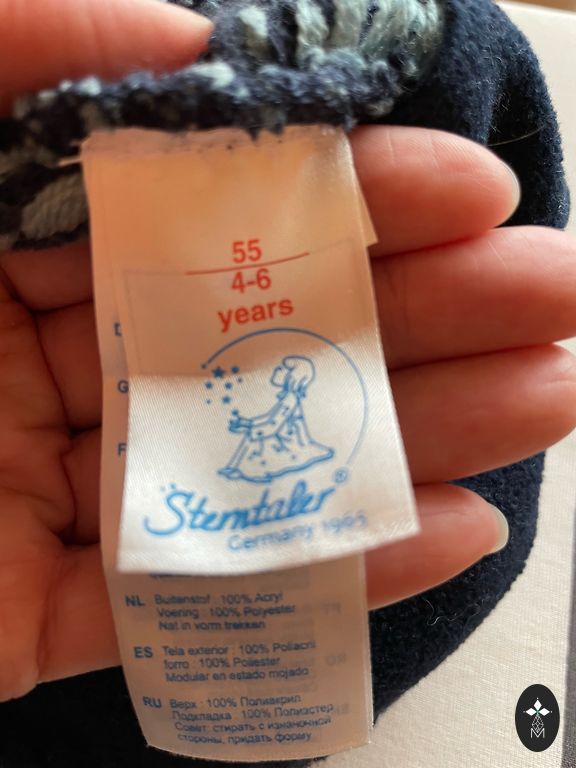 55
4-6
years
D
G
F
Sterntaler®
Germany 1965
NL Buitenstof : 100% Acryl
Voering : 100% Polyester
Nat in vorm trekken
ES Tela exterior : 100% Poliacril
forro : 100% Poliester
Modular en estado mojado
RU Верх : 100% Полиакрил
Подкладка : 100% Полиэстер
Совет: стирать с изнаночной
стороны, придать форму
M